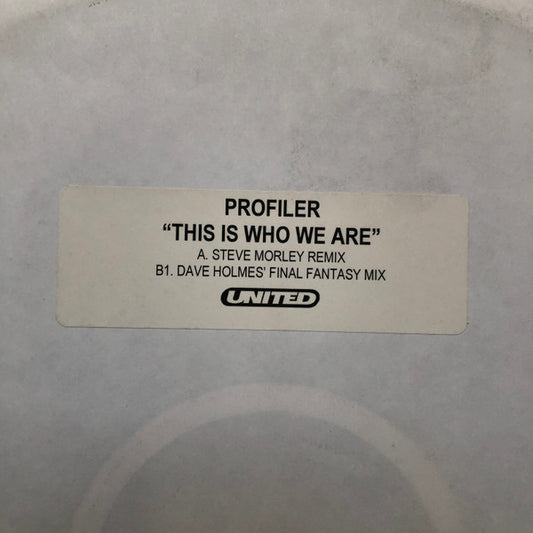 PROFILER
“THIS IS WHO WE ARE”
A. STEVE MORLEY REMIX
B1. DAVE HOLMES’ FINAL FANTASY MIX
UNITED